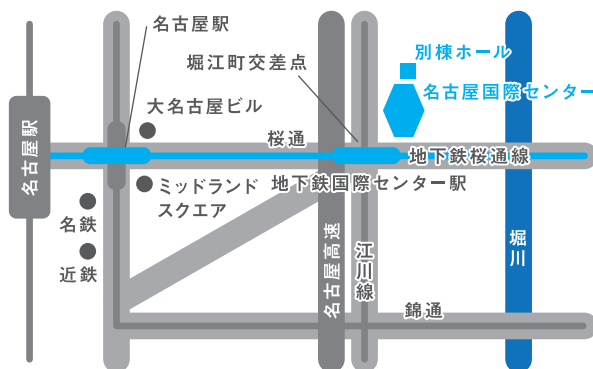 名古屋駅
別棟ホール
堀江町交差点
名古屋国際センター
大名古屋ビル
桜通
地下鉄桜通線
名古屋駅
ミッドランド
スクエア
地下鉄国際センター駅
名鉄
近鉄
名古屋高速
江川線
堀川
錦通